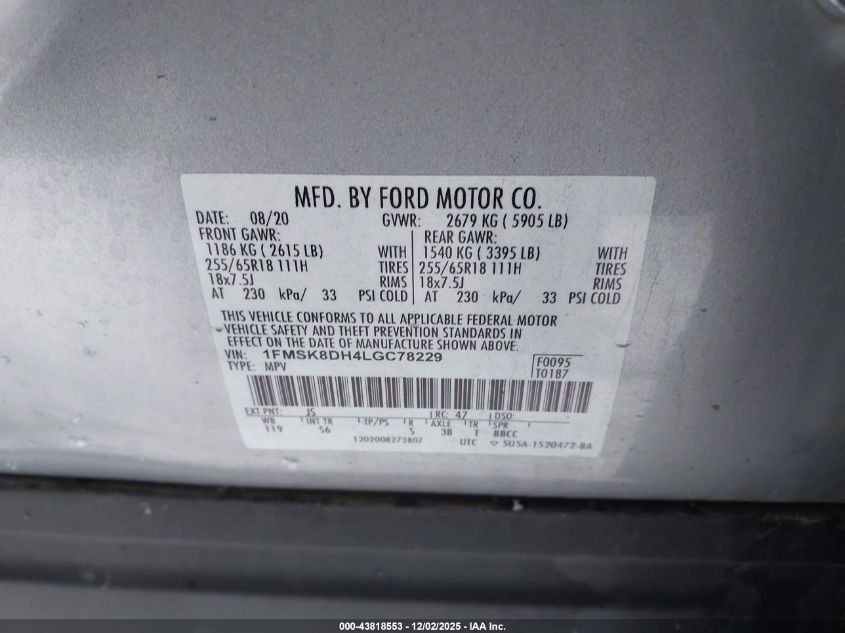 MFD. BY FORD MOTOR CO.
DATE: 08/20 GVWR: 2679 KG ( 5905 LB)
FRONT GAWR: REAR GAWR:
1186 KG ( 2615 LB) WITH 1540 KG ( 3395 LB) WITH
255/65R18 111H TIRES 255/65R18 111H TIRES
18x7.5J RIMS 18x7.5J RIMS
AT 230 kPa/ 33 PSI COLD AT 230 kPa/ 33 PSI COLD
THIS VEHICLE CONFORMS TO ALL APPLICABLE FEDERAL MOTOR
VEHICLE SAFETY AND THEFT PREVENTION STANDARDS IN
EFFECT ON THE DATE OF MANUFACTURE SHOWN ABOVE.
VIN: 1FMSK8DH4LGC78229 F0095
TYPE: MPV T0187
EXT PNT: JS RC: 47 DSO:
WB INT TR TP/PS R AXLE TR SPR
119 S6 S 3B T BBCC
1202008273807 UTC 5U5A-1520472-BA
000-43818553 - 12/02/2025 - IAA Inc.